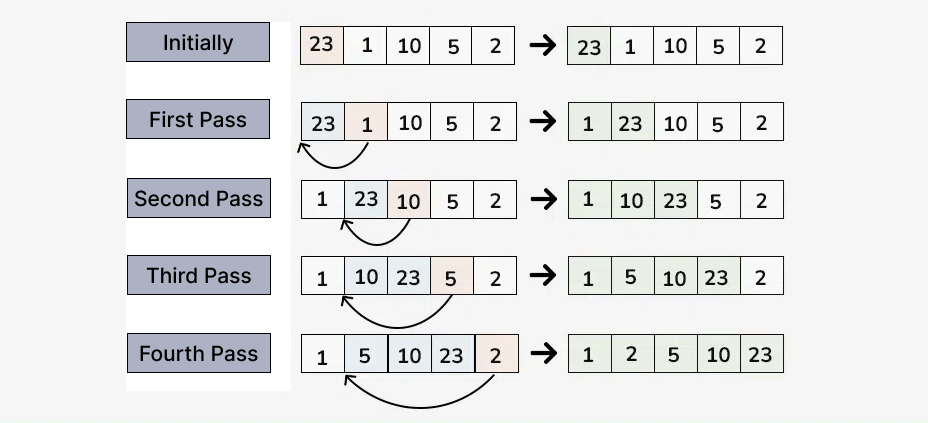 Initially 23 1 10 5 2 → 23 1 10 5 2
First Pass 23 1 10 5 2 → 1 23 10 5 2
Second Pass 1 23 10 5 2 → 1 10 23 5 2
Third Pass 1 10 23 5 2 → 1 5 10 23 2
Fourth Pass 1 5 10 23 2 → 1 2 5 10 23